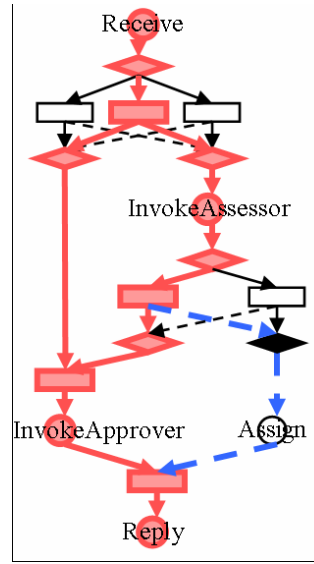 Receive
InvokeAssessor
InvokeApprover
Assign
Reply